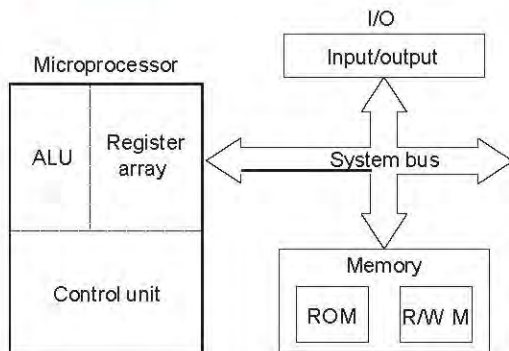 I/O
Input/output
Microprocessor
ALU
Register
array
System bus
Control unit
Memory
ROM
R/W M